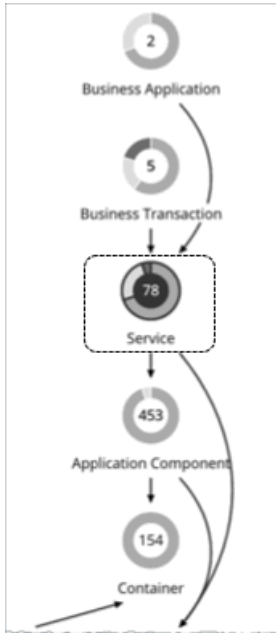 2
Business Application
5
Business Transaction
78
Service
453
Application Component
154
Container